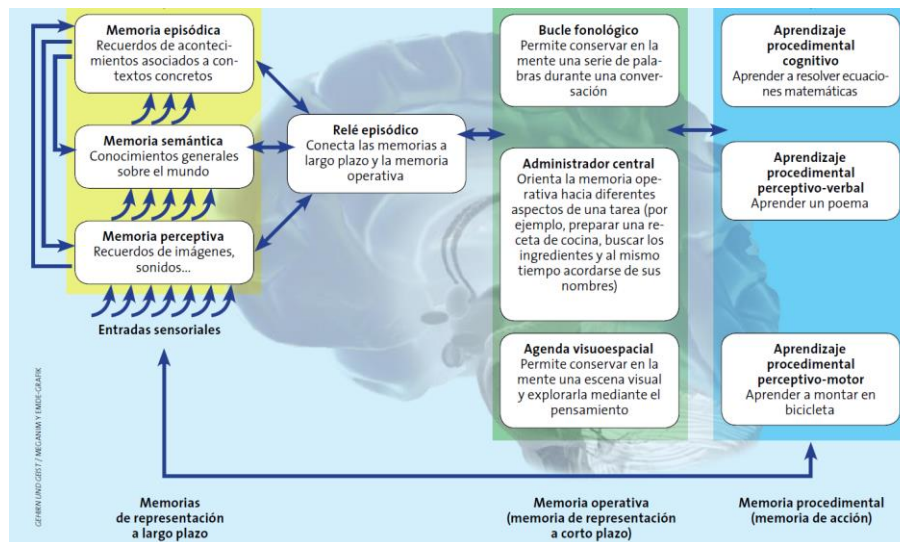 Memoria episódica
Recuerdos de aconteci-
mientos asociados a con-
textos concretos
Memoria semántica
Conocimientos generales
sobre el mundo
Memoria perceptiva
Recuerdos de imágenes,
sonidos...
Entradas sensoriales
Relé episódico
Conecta las memorias a
largo plazo y la memoria
operativa
Bucle fonológico
Permite conservar en la
mente una serie de pala-
bras durante una conver-
sación
Administrador central
Orienta la memoria ope-
rativa hacia diferentes
aspectos de una tarea (por
ejemplo, preparar una re-
ceta de cocina, buscar los
ingredientes y al mismo
tiempo acordarse de sus
nombres)
Agenda visuoespacial
Permite conservar en la
mente una escena visual
y explorarla mediante el
pensamiento
Aprendizaje
procedimental
cognitivo
Aprender a resolver ecuacio-
nes matemáticas
Aprendizaje
procedimental
perceptivo-verbal
Aprender un poema
Aprendizaje
procedimental
perceptivo-motor
Aprender a montar en
bicicleta
GEHIRN UND GEIST / MEGANIM Y EMDE-GRAFIK
Memorias
de representación
a largo plazo
Memoria operativa
(memoria de representación
a corto plazo)
Memoria procedimental
(memoria de acción)